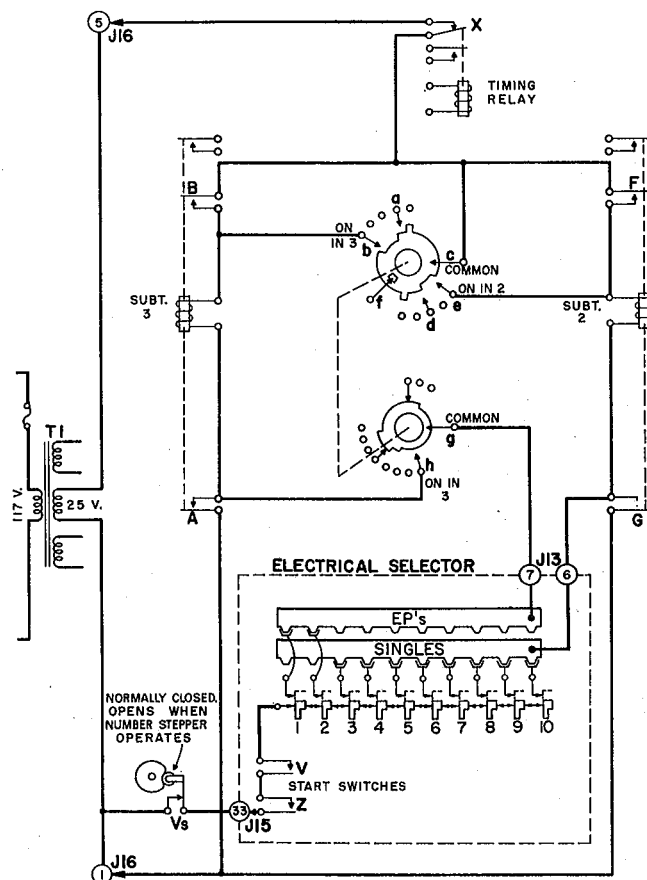 5
J16
X
TIMING
RELAY
B
F
a
ON
IN 3
b
c
COMMON
ON IN 2
e
f
d
SUBT.
3
SUBT.
2
T1
117 V.
25 V.
COMMON
g
h
ON IN
3
A
G
ELECTRICAL SELECTOR
J13
7
6
EP's
SINGLES
1 2 3 4 5 6 7 8 9 10
NORMALLY CLOSED.
OPENS WHEN
NUMBER STEPPER
OPERATES
V
START SWITCHES
Z
Vs
33
J15
J16
1